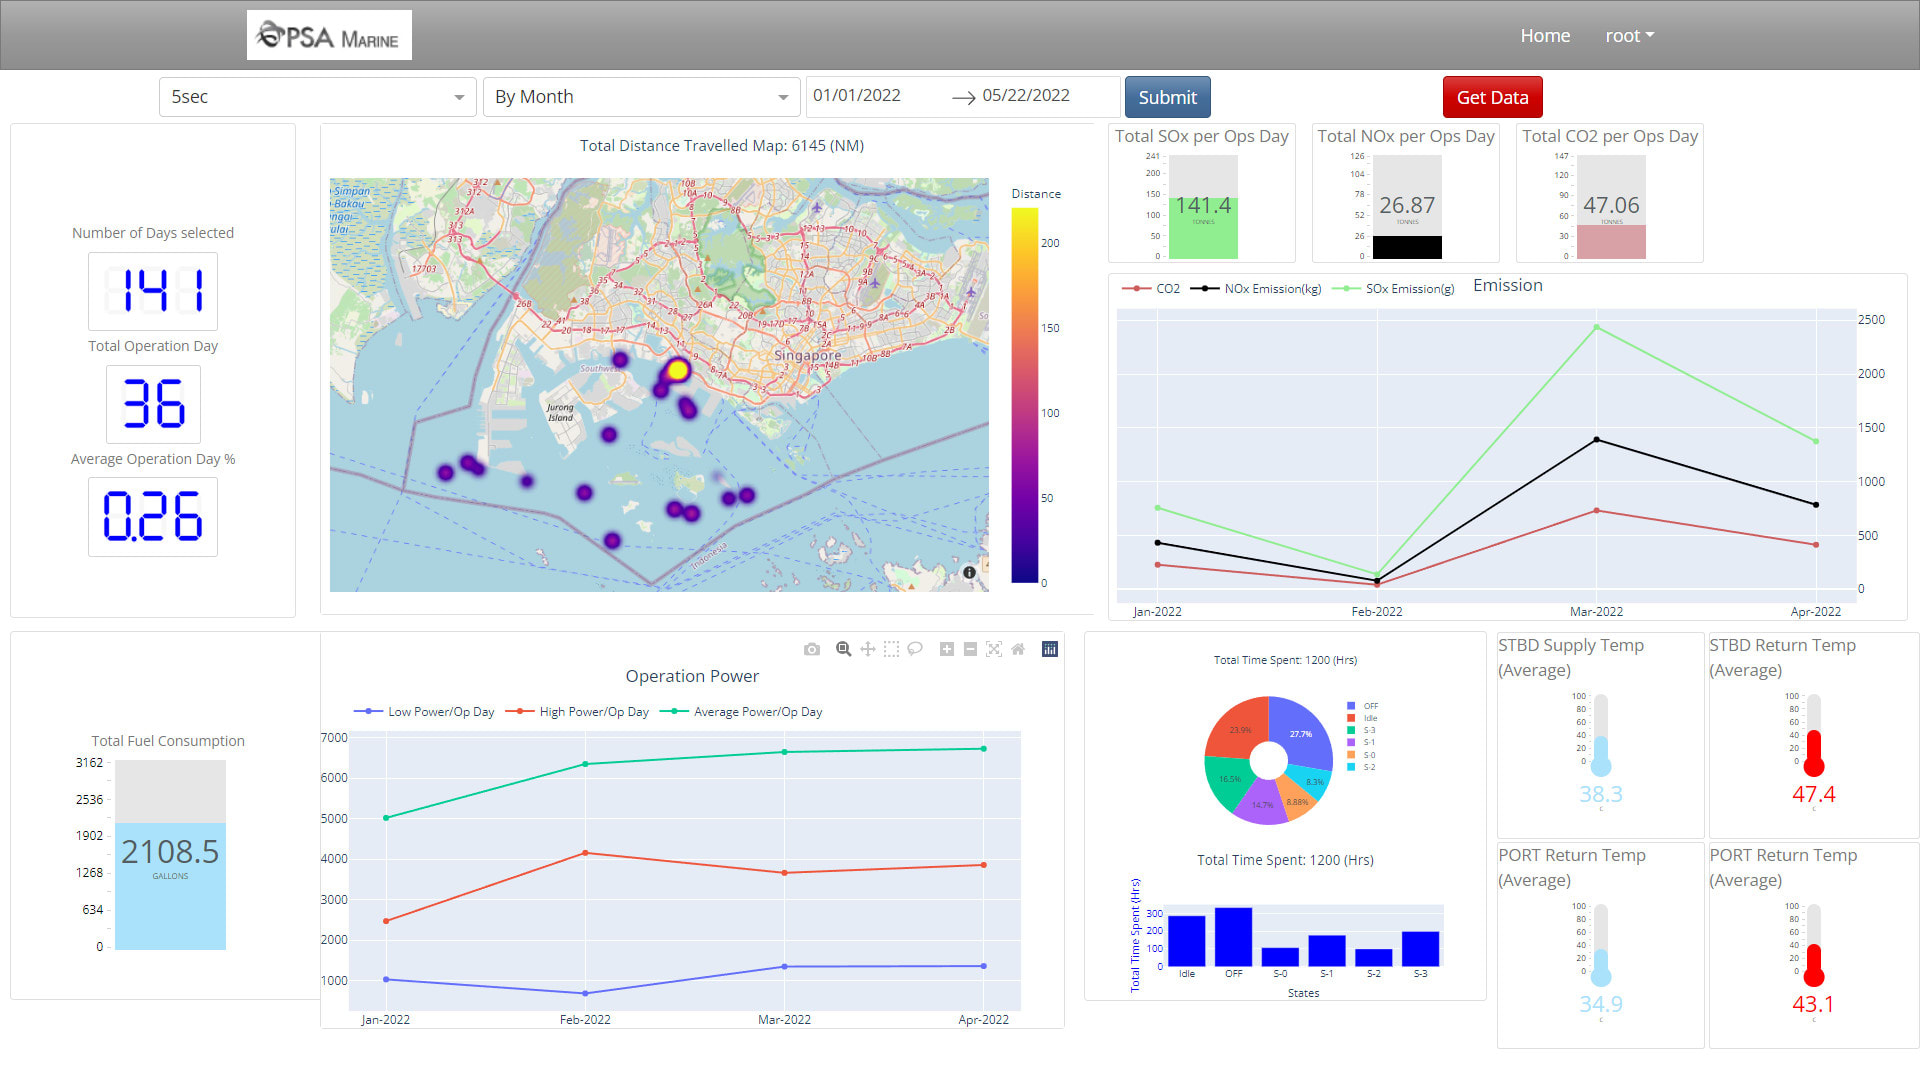 PSA MARINE
Home
root
5sec
By Month
01/01/2022
05/22/2022
Submit
Get Data
Number of Days selected
141
Total Operation Day
36
Average Operation Day %
0.26
Total Distance Travelled Map: 6145 (NM)
Singapore
Southwest
Jurong
Island
Indonesia
17703
312A
313
26B
Distance
200
150
100
50
0
Total SOx per Ops Day
241
200
150
100
50
0
141.4
TONNES
Total NOx per Ops Day
126
104
78
52
26
0
26.87
TONNES
Total CO2 per Ops Day
147
120
90
60
30
0
47.06
TONNES
CO2
NOx Emission(kg)
SOx Emission(g)
Emission
2500
2000
1500
1000
500
0
Jan-2022
Feb-2022
Mar-2022
Apr-2022
Total Fuel Consumption
3162
2536
1902
1268
634
0
2108.5
GALLONS
Operation Power
Low Power/Op Day
High Power/Op Day
Average Power/Op Day
7000
6000
5000
4000
3000
2000
1000
Jan-2022
Feb-2022
Mar-2022
Apr-2022
Total Time Spent: 1200 (Hrs)
27.7%
23.9%
16.5%
14.7%
8.88%
8.3%
OFF
Idle
S-3
S-1
S-0
S-2
Total Time Spent: 1200 (Hrs)
Total Time Spent (Hrs)
300
200
100
0
Idle
OFF
S-0
S-1
S-2
S-3
States
STBD Supply Temp
(Average)
100
80
60
40
20
0
38.3
C
STBD Return Temp
(Average)
100
80
60
40
20
0
47.4
C
PORT Return Temp
(Average)
100
80
60
40
20
0
34.9
C
PORT Return Temp
(Average)
100
80
60
40
20
0
43.1
C